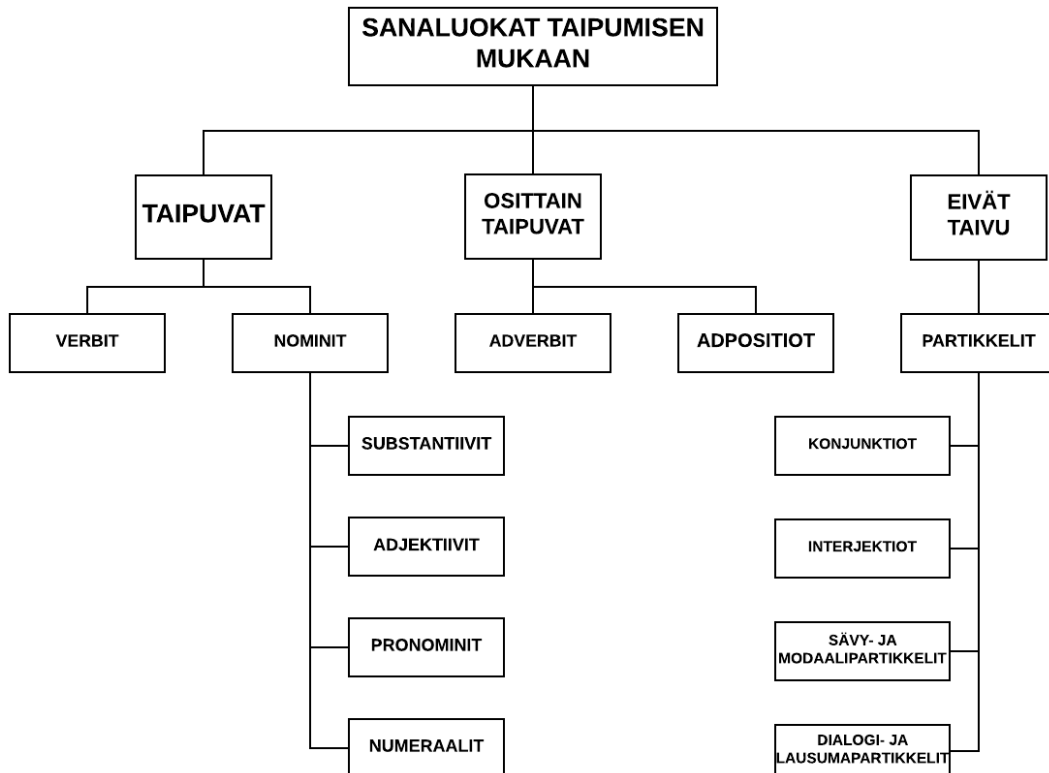 SANALUOKAT TAIPUMISEN
MUKAAN
TAIPUVAT
OSITTAIN
TAIPUVAT
EIVÄT
TAIVU
VERBIT
NOMINIT
ADVERBIT
ADPOSITIOT
PARTIKKELIT
SUBSTANTIIVIT
ADJEKTIIVIT
PRONOMINIT
NUMERAALIT
KONJUNKTIOT
INTERJEKTIOT
SÄVY- JA
MODAALIPARTIKKELIT
DIALOGI- JA
LAUSUMAPARTIKKELIT